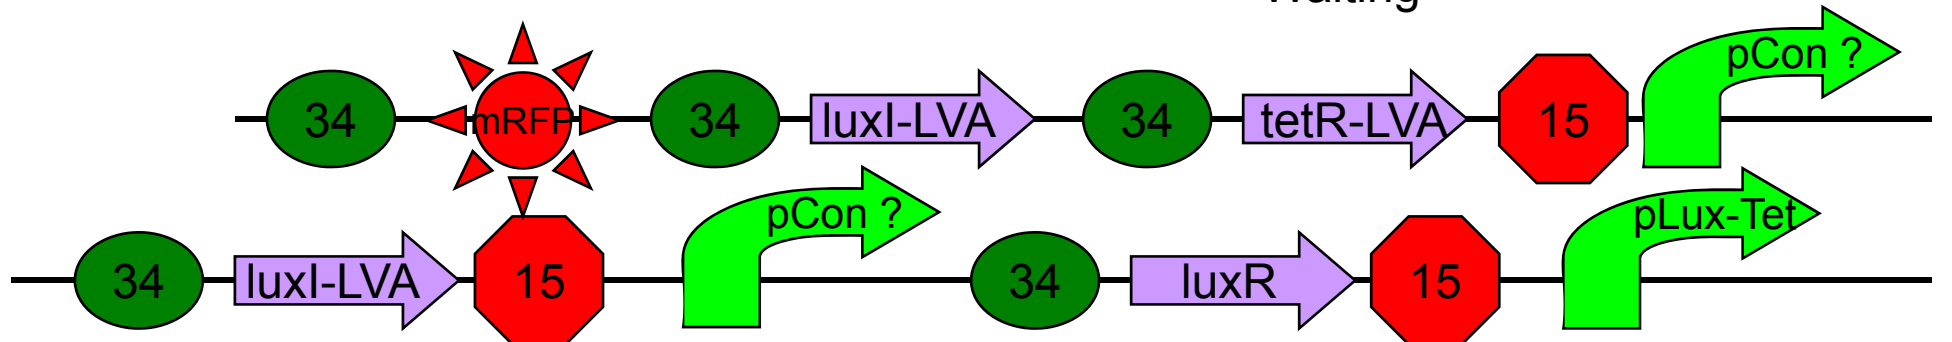 Waiting
34 mRFP 34 luxI-LVA 34 tetR-LVA 15 pCon ?
34 luxI-LVA 15 pCon ? 34 luxR 15 pLux-Tet